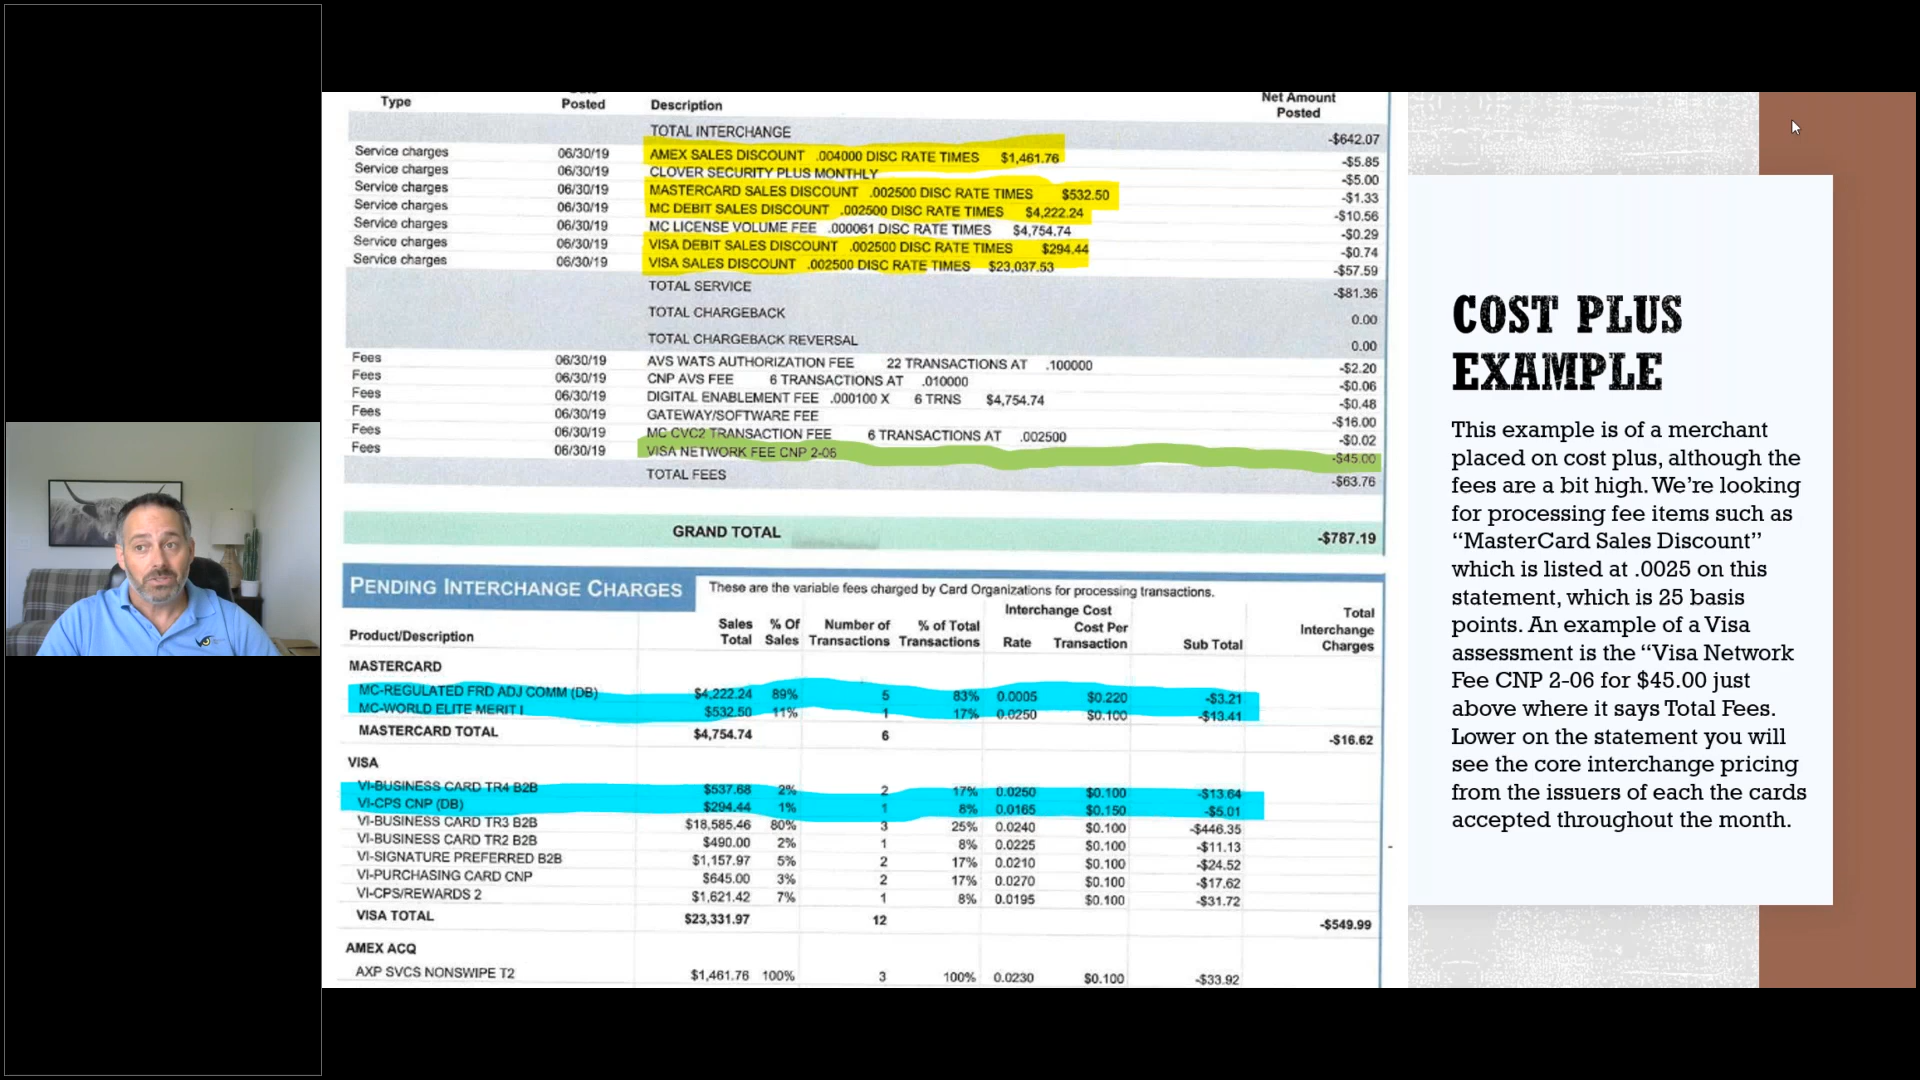 Type Posted Description Net Amount Posted
TOTAL INTERCHANGE -$642.07
Service charges 06/30/19 AMEX SALES DISCOUNT .004000 DISC RATE TIMES $1,461.76 -$5.85
Service charges 06/30/19 CLOVER SECURITY PLUS MONTHLY -$5.00
Service charges 06/30/19 MASTERCARD SALES DISCOUNT .002500 DISC RATE TIMES $532.50 -$1.33
Service charges 06/30/19 MC DEBIT SALES DISCOUNT .002500 DISC RATE TIMES $4,222.24 -$10.56
Service charges 06/30/19 MC LICENSE VOLUME FEE .000061 DISC RATE TIMES $4,754.74 -$0.29
Service charges 06/30/19 VISA DEBIT SALES DISCOUNT .002500 DISC RATE TIMES $294.44 -$0.74
Service charges 06/30/19 VISA SALES DISCOUNT .002500 DISC RATE TIMES $23,037.53 -$57.59
TOTAL SERVICE -$81.36
TOTAL CHARGEBACK 0.00
TOTAL CHARGEBACK REVERSAL 0.00
Fees 06/30/19 AVS WATS AUTHORIZATION FEE 22 TRANSACTIONS AT .100000 -$2.20
Fees 06/30/19 CNP AVS FEE 6 TRANSACTIONS AT .010000 -$0.06
Fees 06/30/19 DIGITAL ENABLEMENT FEE .000100 X 6 TRNS $4,754.74 -$0.48
Fees 06/30/19 GATEWAY/SOFTWARE FEE -$16.00
Fees 06/30/19 MC CVC2 TRANSACTION FEE 6 TRANSACTIONS AT .002500 -$0.02
Fees 06/30/19 VISA NETWORK FEE CNP 2-06 -$45.00
TOTAL FEES -$63.76
GRAND TOTAL -$787.19
PENDING INTERCHANGE CHARGES These are the variable fees charged by Card Organizations for processing transactions.
Product/Description Sales Total % Of Sales Number of Transactions % of Total Transactions Interchange Cost Rate Cost Per Transaction Sub Total Total Interchange Charges
MASTERCARD
MC-REGULATED FRD ADJ COMM (DB) $4,222.24 89% 5 83% 0.0005 $0.220 -$3.21
MC-WORLD ELITE MERIT I $532.50 11% 1 17% 0.0250 $0.100 -$13.41
MASTERCARD TOTAL $4,754.74 6 -$16.62
VISA
VI-BUSINESS CARD TR4 B2B $537.68 2% 2 17% 0.0250 $0.100 -$13.64
VI-CPS CNP (DB) $294.44 1% 1 8% 0.0165 $0.150 -$5.01
VI-BUSINESS CARD TR3 B2B $18,585.46 80% 3 25% 0.0240 $0.100 -$446.35
VI-BUSINESS CARD TR2 B2B $490.00 2% 1 8% 0.0225 $0.100 -$11.13
VI-SIGNATURE PREFERRED B2B $1,157.97 5% 2 17% 0.0210 $0.100 -$24.52
VI-PURCHASING CARD CNP $645.00 3% 2 17% 0.0270 $0.100 -$17.62
VI-CPS/REWARDS 2 $1,621.42 7% 1 8% 0.0195 $0.100 -$31.72
VISA TOTAL $23,331.97 12 -$549.99
AMEX ACQ
AXP SVCS NONSWIPE T2 $1,461.76 100% 3 100% 0.0230 $0.100 -$33.92
COST PLUS
EXAMPLE
This example is of a merchant
placed on cost plus, although the
fees are a bit high. We’re looking
for processing fee items such as
“MasterCard Sales Discount”
which is listed at .0025 on this
statement, which is 25 basis
points. An example of a Visa
assessment is the “Visa Network
Fee CNP 2-06 for $45.00 just
above where it says Total Fees.
Lower on the statement you will
see the core interchange pricing
from the issuers of each the cards
accepted throughout the month.